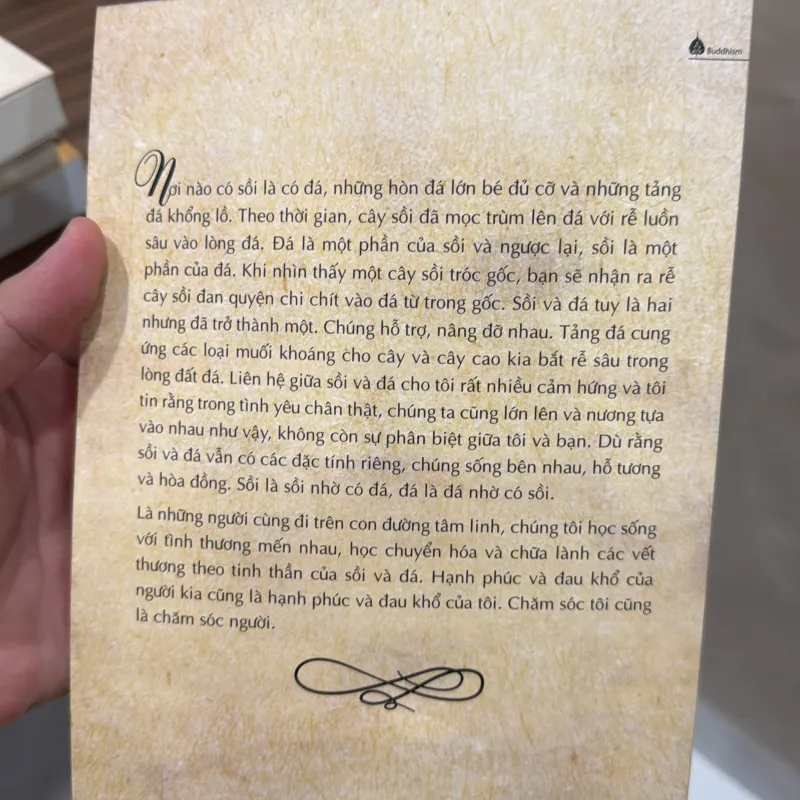 Buddhism
Nơi nào có sồi là có đá, những hòn đá lớn bé đủ cỡ và những tảng
đá khổng lồ. Theo thời gian, cây sồi đã mọc trùm lên đá với rễ luồn
sâu vào lòng đá. Đá là một phần của sồi và ngược lại, sồi là một
phần của đá. Khi nhìn thấy một cây sồi tróc gốc, bạn sẽ nhận ra rễ
cây sồi đan quyện chi chít vào đá từ trong gốc. Sồi và đá tuy là hai
nhưng đã trở thành một. Chúng hỗ trợ, nâng đỡ nhau. Tảng đá cung
ứng các loại muối khoáng cho cây và cây cao kia bắt rễ sâu trong
lòng đất đá. Liên hệ giữa sồi và đá cho tôi rất nhiều cảm hứng và tôi
tin rằng trong tình yêu chân thật, chúng ta cũng lớn lên và nương tựa
vào nhau như vậy, không còn sự phân biệt giữa tôi và bạn. Dù rằng
sồi và đá vẫn có các đặc tính riêng, chúng sống bên nhau, hỗ tương
và hòa đồng. Sồi là sồi nhờ có đá, đá là đá nhờ có sồi.
Là những người cùng đi trên con đường tâm linh, chúng tôi học sống
với tình thương mến nhau, học chuyển hóa và chữa lành các vết
thương theo tinh thần của sồi và đá. Hạnh phúc và đau khổ của
người kia cũng là hạnh phúc và đau khổ của tôi. Chăm sóc tôi cũng
là chăm sóc người.